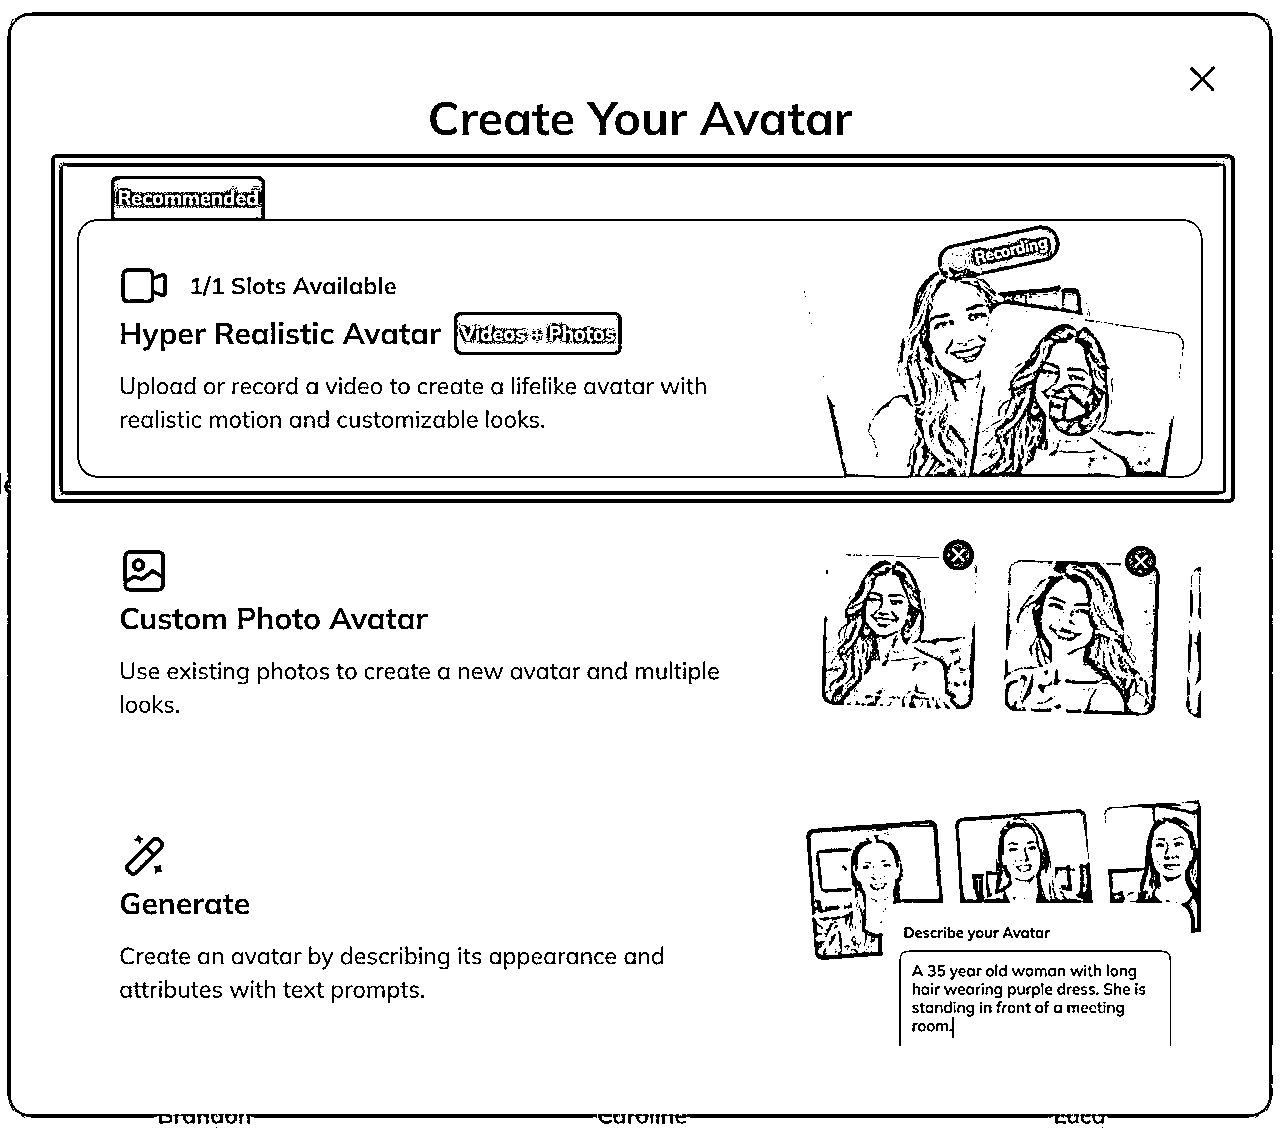 Create Your Avatar
Recommended
Recording
1/1 Slots Available
Hyper Realistic Avatar Videos + Photos
Upload or record a video to create a lifelike avatar with
realistic motion and customizable looks.
Custom Photo Avatar
Use existing photos to create a new avatar and multiple
looks.
Generate
Create an avatar by describing its appearance and
attributes with text prompts.
Describe your Avatar
A 35 year old woman with long
hair wearing purple dress. She is
standing in front of a meeting
room.
Brandon Caroline